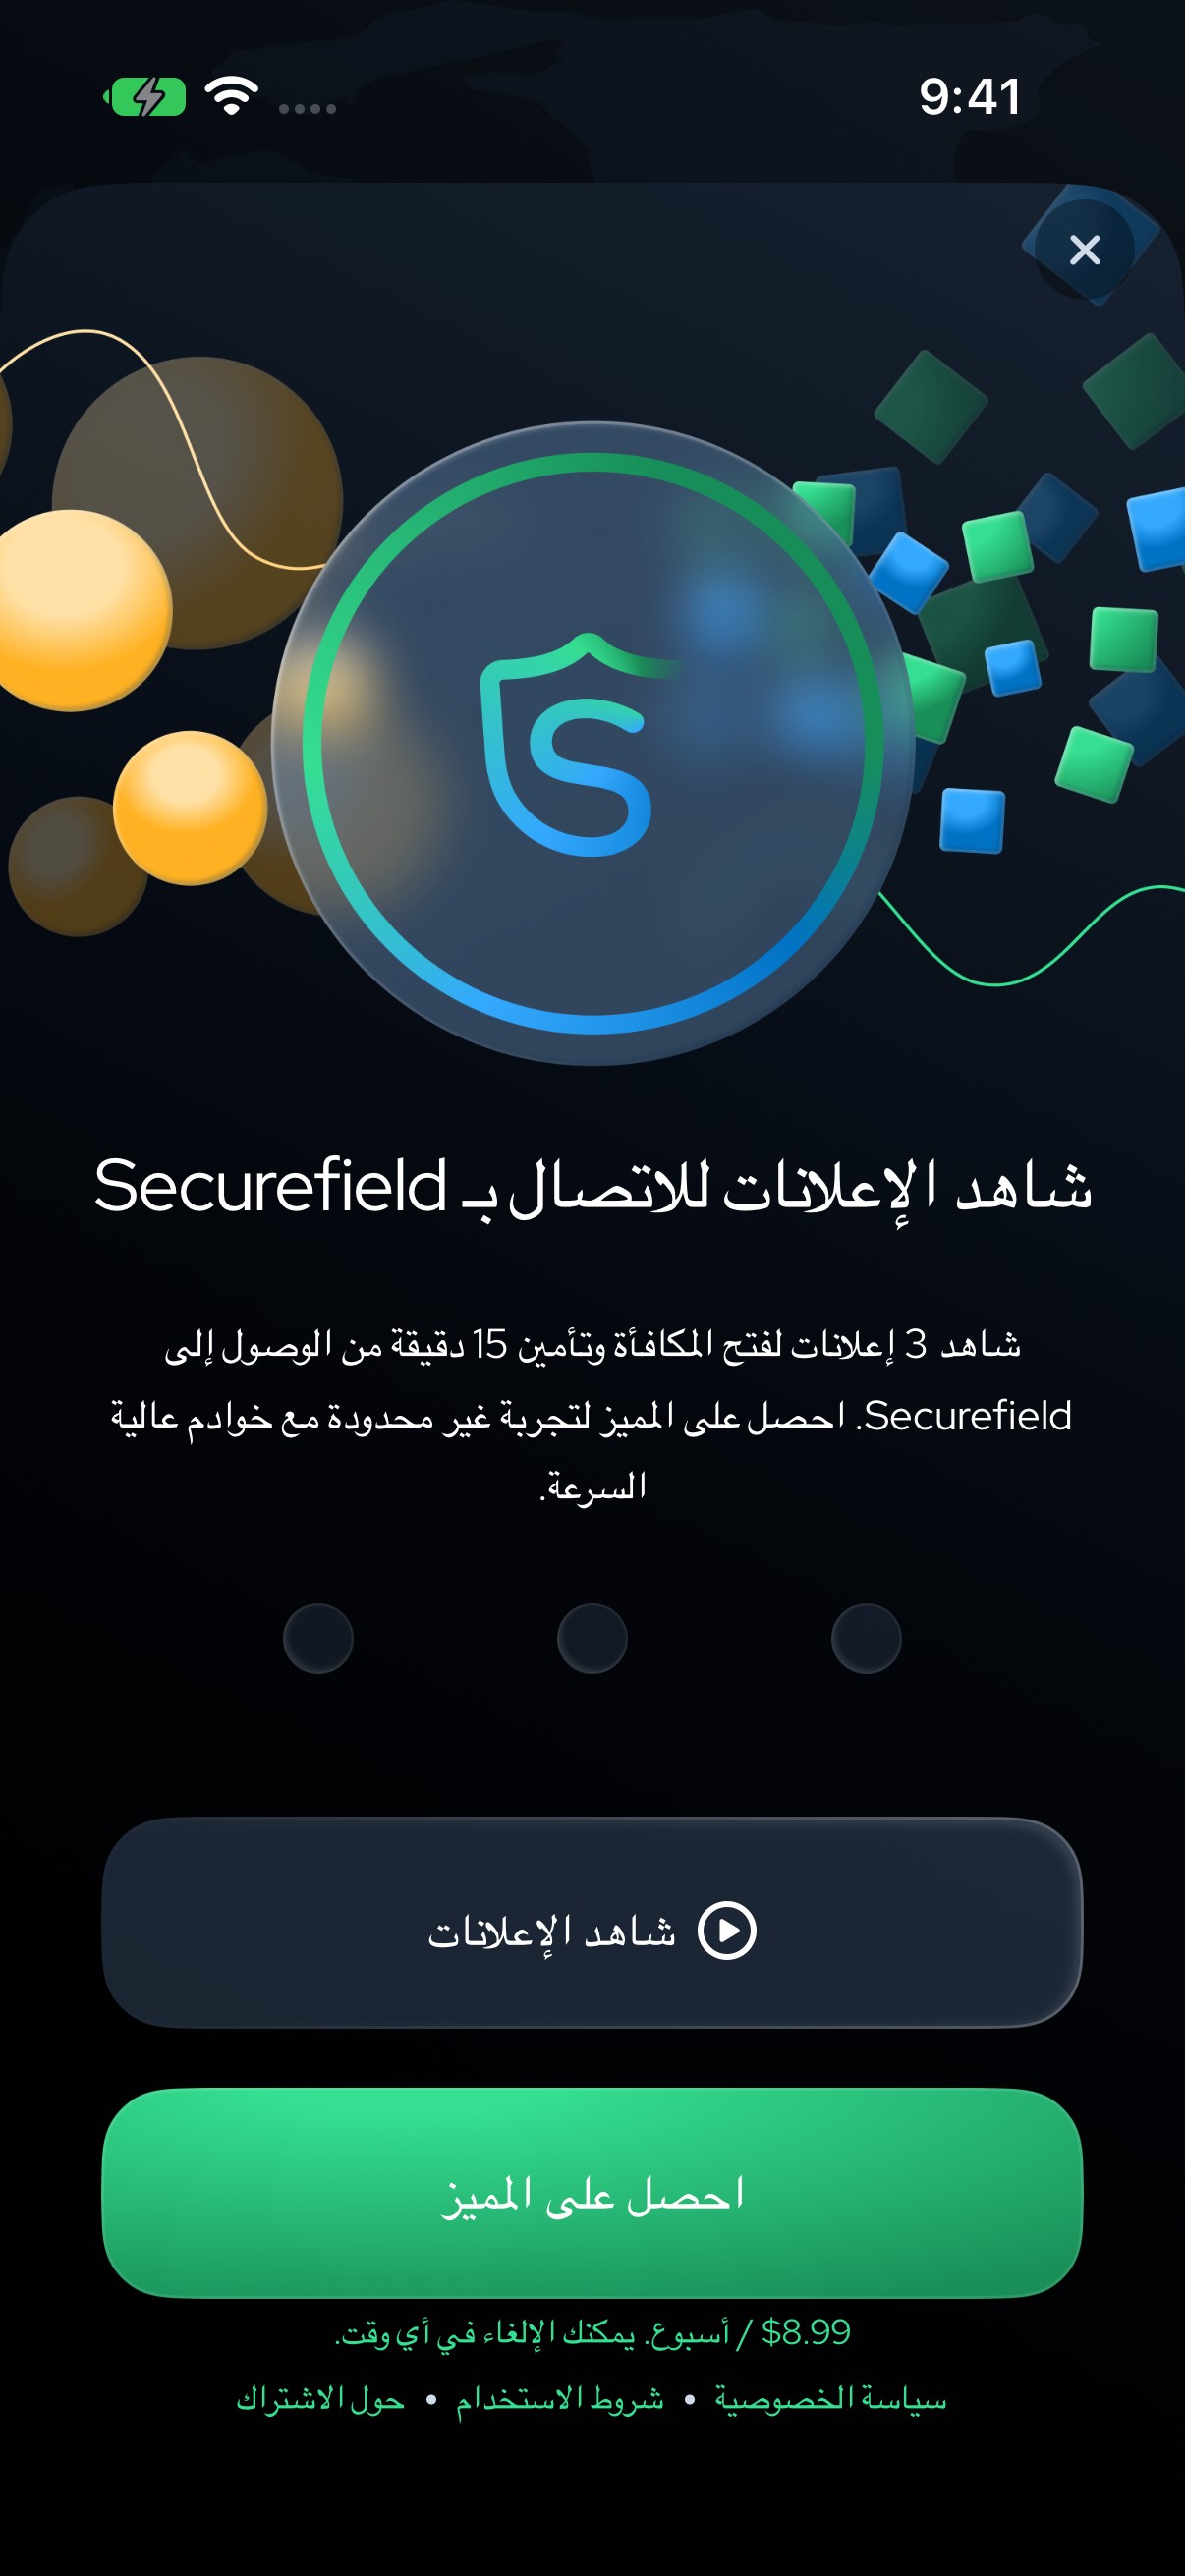 9:41
شاهد الإعلانات للاتصال بـ Securefield
شاهد 3 إعلانات لفتح المكافأة وتأمين 15 دقيقة من الوصول إلى
Securefield. احصل على المميز لتجربة غير محدودة مع خوادم عالية
السرعة.
شاهد الإعلانات
احصل على المميز
$8.99 / أسبوع. يمكنك الإلغاء في أي وقت.
سياسة الخصوصية • شروط الاستخدام • حول الاشتراك